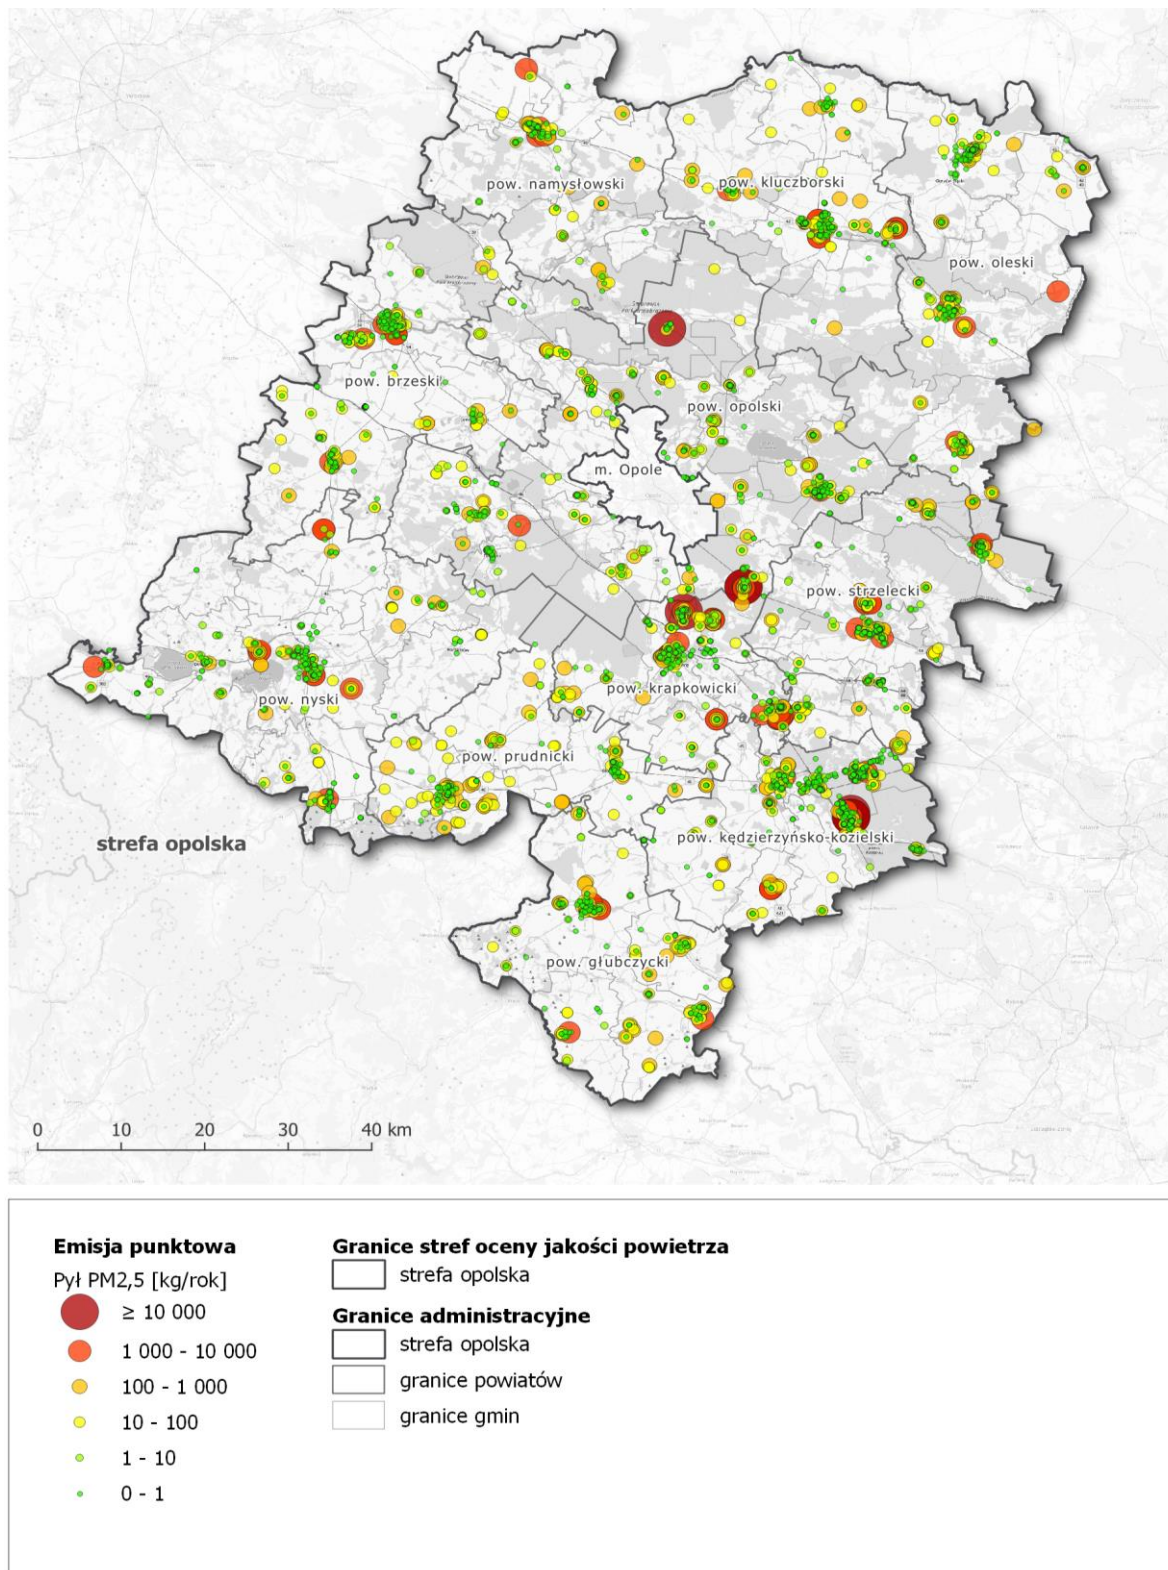 pow. namysłowski
pow. kluczborski
pow. oleski
pow. brzeski
pow. opolski
m. Opole
pow. strzelecki
pow. krapkowicki
pow. nyski
pow. prudnicki
strefa opolska
pow. kędzierzyńsko-kozielski
pow. głubczycki
0 10 20 30 40 km
Emisja punktowa
Pył PM2,5 [kg/rok]
≥ 10 000
1 000 - 10 000
100 - 1 000
10 - 100
1 - 10
0 - 1
Granice stref oceny jakości powietrza
strefa opolska
Granice administracyjne
strefa opolska
granice powiatów
granice gmin